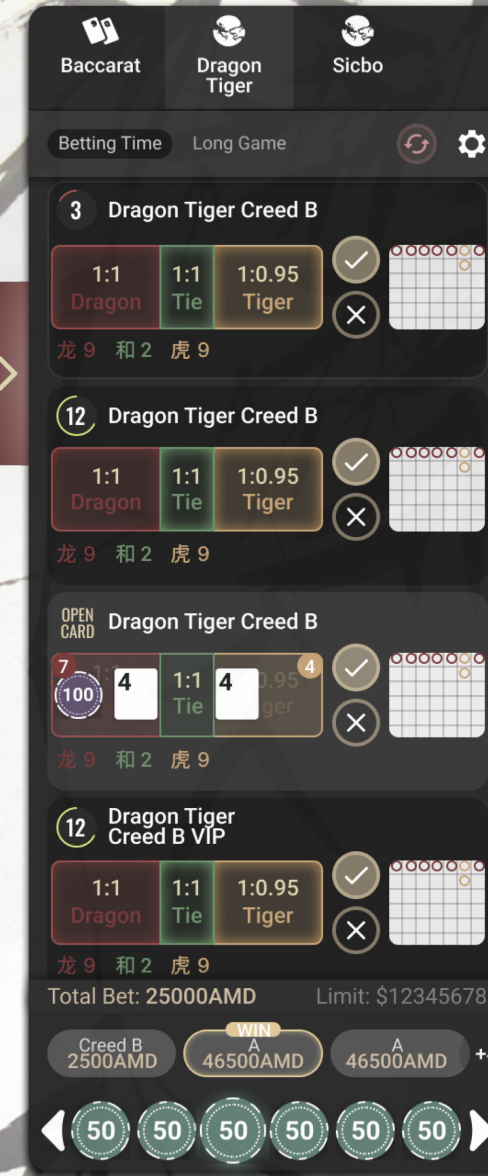 Baccarat
Dragon
Tiger
Sicbo
Betting Time
Long Game
3 Dragon Tiger Creed B
1:1 1:1 1:0.95
Dragon Tie Tiger
龙 9 和 2 虎 9
12 Dragon Tiger Creed B
1:1 1:1 1:0.95
Dragon Tie Tiger
龙 9 和 2 虎 9
OPEN
CARD
Dragon Tiger Creed B
7 4
100 4 1:1 4 0.95
Tie ger
龙 9 和 2 虎 9
12 Dragon Tiger
Creed B VIP
1:1 1:1 1:0.95
Dragon Tie Tiger
龙 9 和 2 虎 9
Total Bet: 25000AMD Limit: $12345678
WIN
Creed B A A
2500AMD 46500AMD 46500AMD
50 50 50 50 50 50